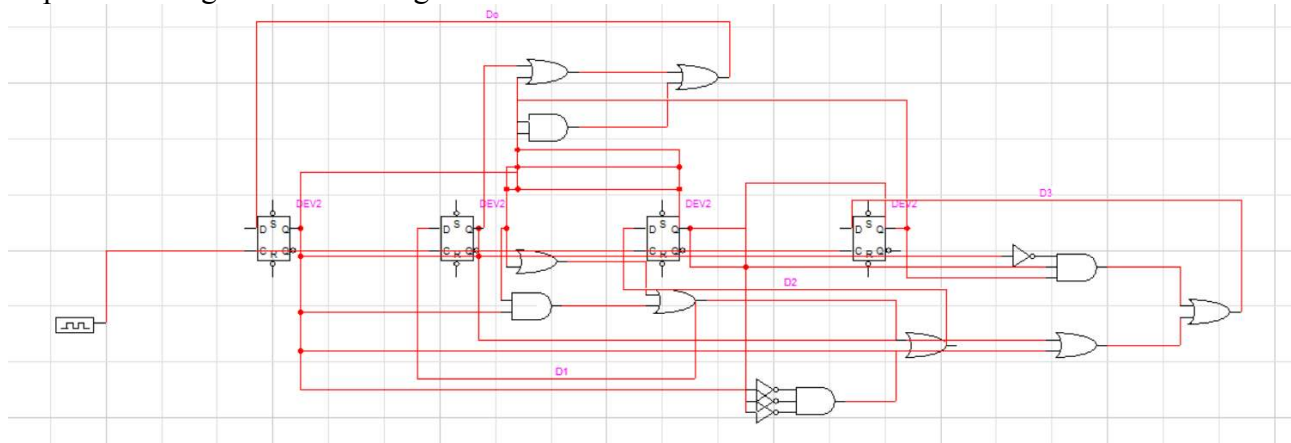 Do
DEV2
DEV2
DEV2
DEV2
D3
D S Q
C R Q
D S Q
C R Q
D S Q
C R Q
D S Q
C R Q
D2
D1